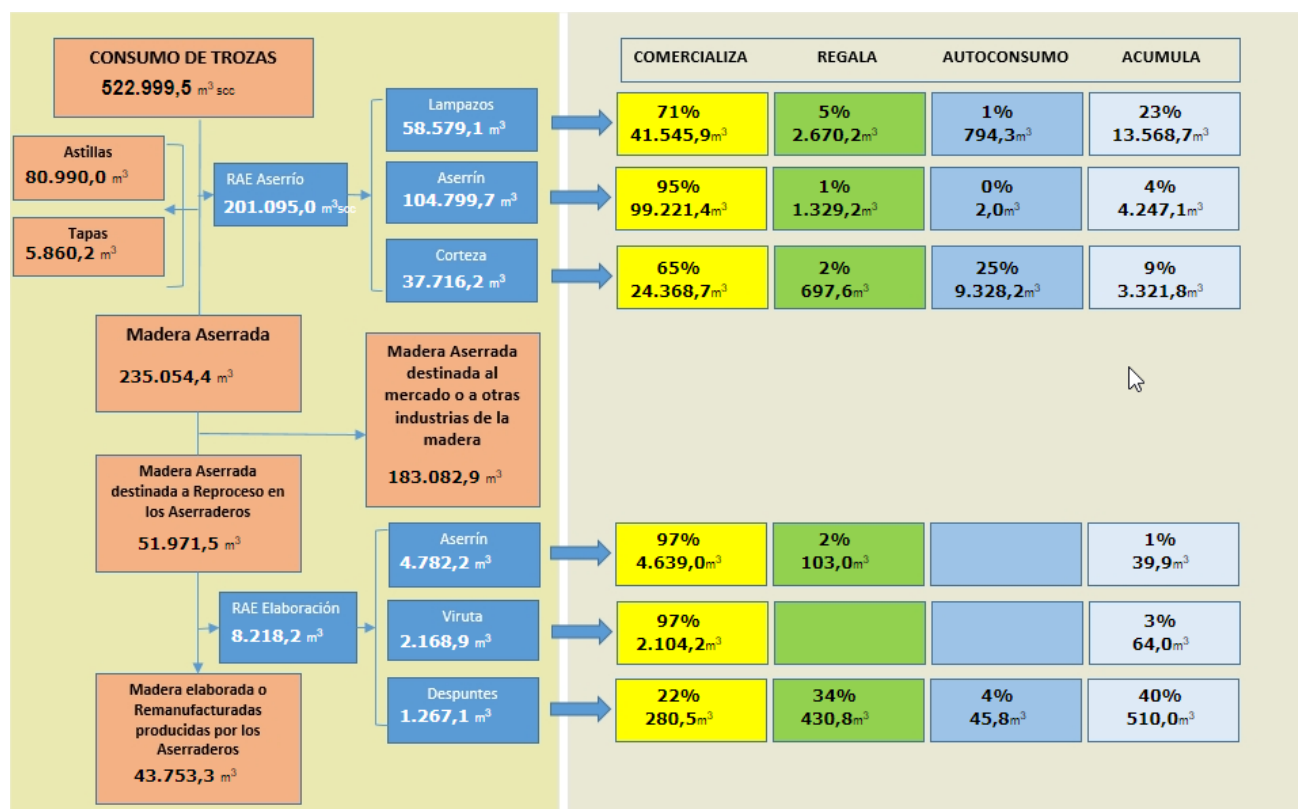 CONSUMO DE TROZAS
522.999,5 m³ scc
Astillas
80.990,0 m³
Tapas
5.860,2 m³
RAE Aserrío
201.095,0 m³scc
Lampazos
58.579,1 m³
Aserrín
104.799,7 m³
Corteza
37.716,2 m³
COMERCIALIZA REGALA AUTOCONSUMO ACUMULA
71% 5% 1% 23%
41.545,9m³ 2.670,2m³ 794,3m³ 13.568,7m³
95% 1% 0% 4%
99.221,4m³ 1.329,2m³ 2,0m³ 4.247,1m³
65% 2% 25% 9%
24.368,7m³ 697,6m³ 9.328,2m³ 3.321,8m³
Madera Aserrada
235.054,4 m³
Madera Aserrada
destinada al
mercado o a otras
industrias de la
madera
183.082,9 m³
Madera Aserrada
destinada a Reproceso en
los Aserraderos
51.971,5 m³
RAE Elaboración
8.218,2 m³
Aserrín
4.782,2 m³
Viruta
2.168,9 m³
Despuntes
1.267,1 m³
97% 2% 1%
4.639,0m³ 103,0m³ 39,9m³
97% 3%
2.104,2m³ 64,0m³
22% 34% 4% 40%
280,5m³ 430,8m³ 45,8m³ 510,0m³
Madera elaborada o
Remanufacturadas
producidas por los
Aserraderos
43.753,3 m³